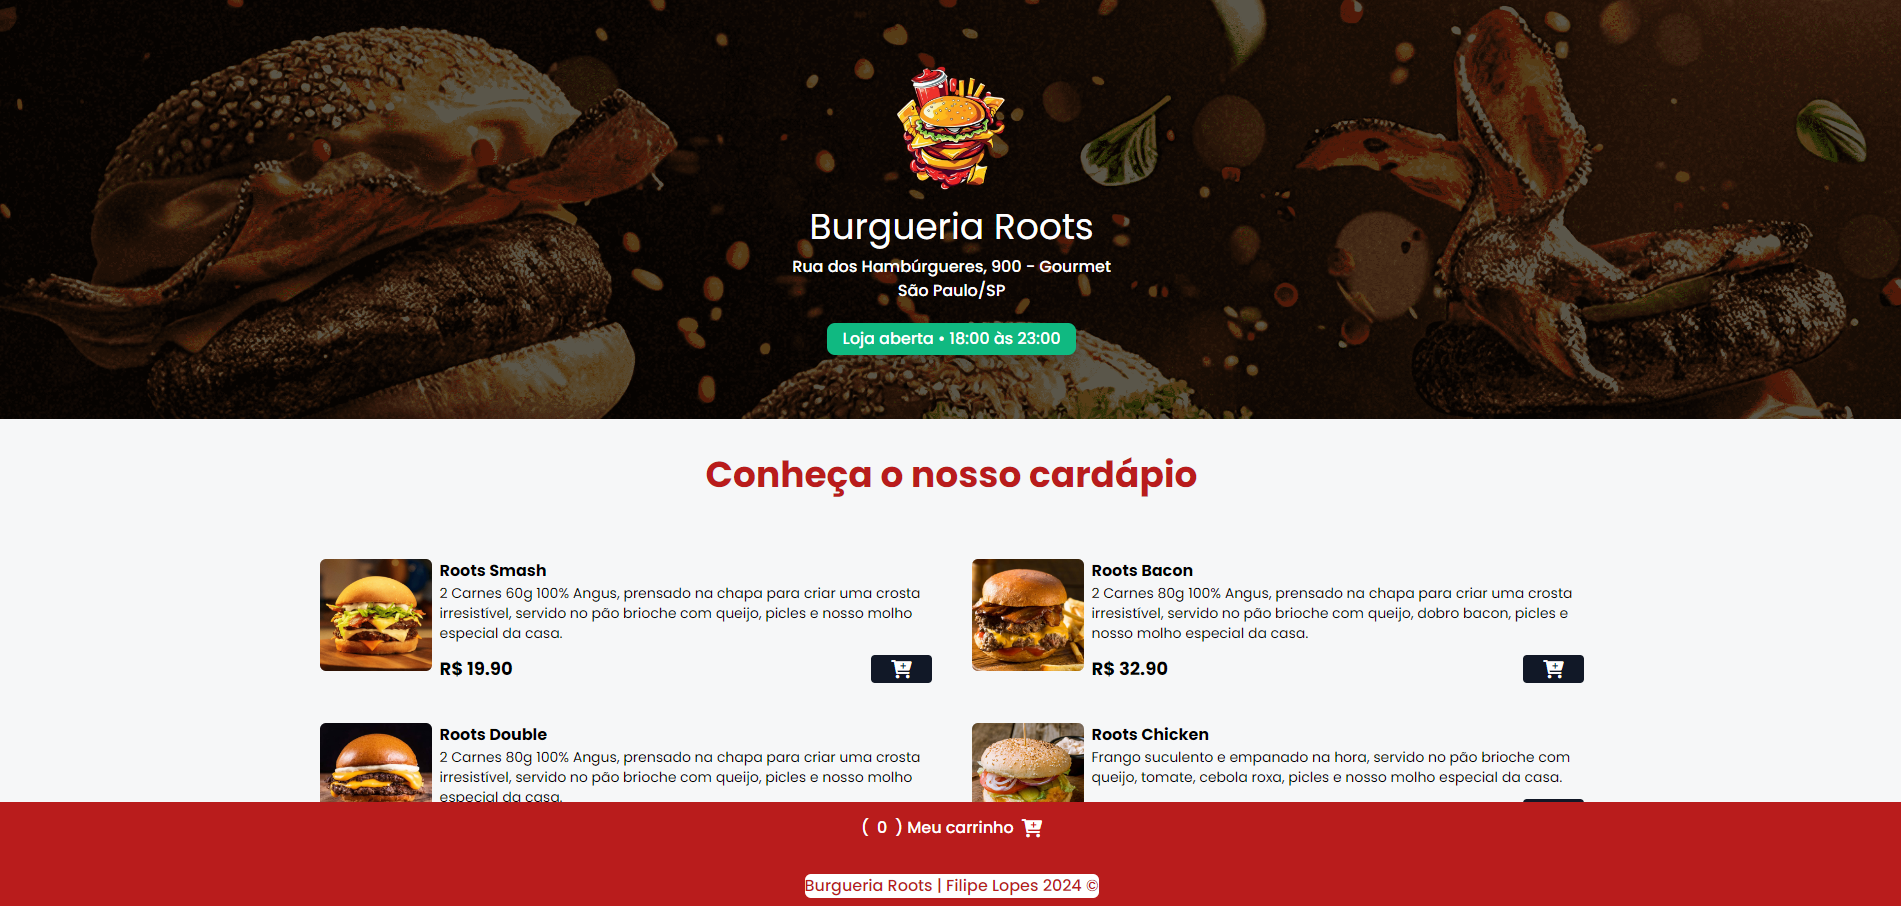 Burgueria Roots
Rua dos Hambúrgueres, 900 - Gourmet
São Paulo/SP
Loja aberta • 18:00 às 23:00
Conheça o nosso cardápio
Roots Smash
2 Carnes 60g 100% Angus, prensado na chapa para criar uma crosta
irresistível, servido no pão brioche com queijo, picles e nosso molho
especial da casa.
R$ 19.90
Roots Bacon
2 Carnes 80g 100% Angus, prensado na chapa para criar uma crosta
irresistível, servido no pão brioche com queijo, dobro bacon, picles e
nosso molho especial da casa.
R$ 32.90
Roots Double
2 Carnes 80g 100% Angus, prensado na chapa para criar uma crosta
irresistível, servido no pão brioche com queijo, picles e nosso molho
especial da casa.
Roots Chicken
Frango suculento e empanado na hora, servido no pão brioche com
queijo, tomate, cebola roxa, picles e nosso molho especial da casa.
( 0 ) Meu carrinho
Burgueria Roots | Filipe Lopes 2024 ©